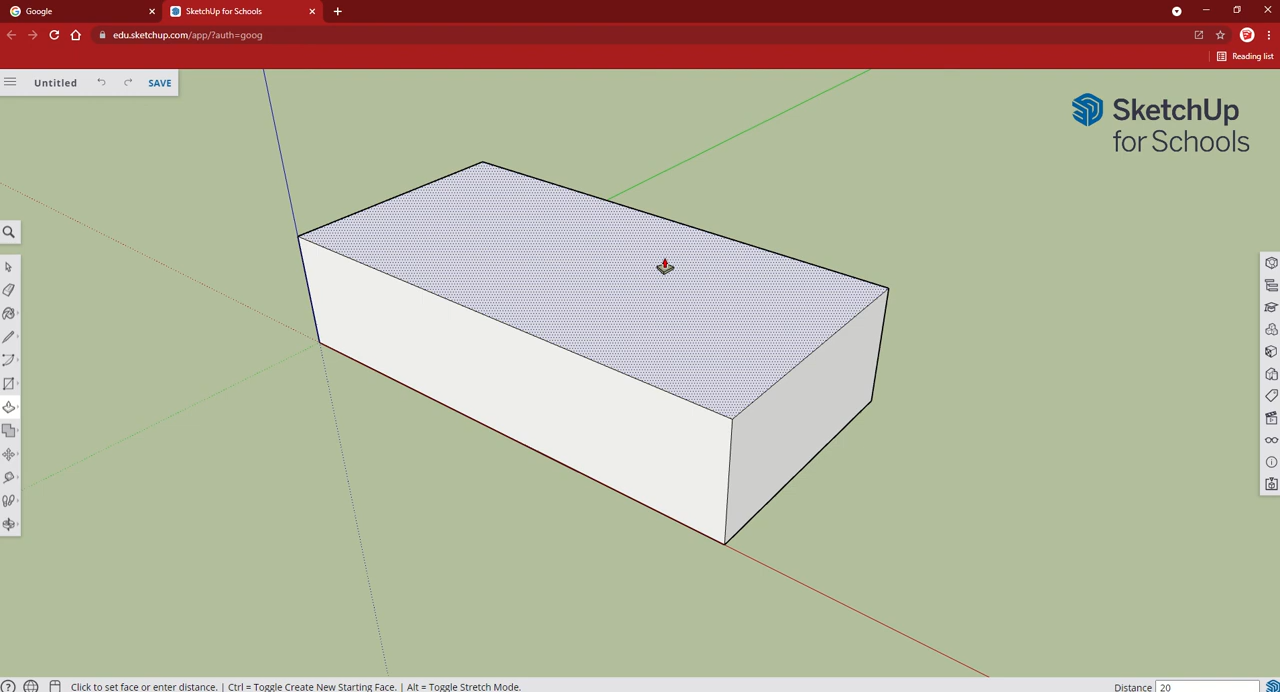 Google
SketchUp for Schools
edu.sketchup.com/app/?auth=goog
Reading list
Untitled
SAVE
SketchUp
for Schools
Click to set face or enter distance. | Ctrl = Toggle Create New Starting Face. | Alt = Toggle Stretch Mode.
Distance 20